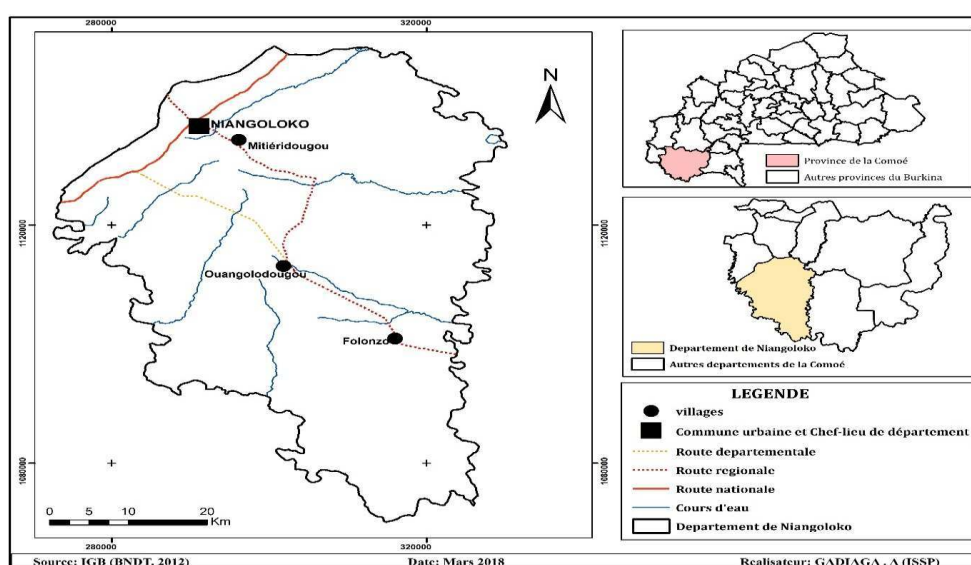 280000
320000
N
NIANGOLOKO
Mitiéridougou
1120000
1120000
Ouangolodougou
Folonzo
1080000
1080000
0 5 10 20
Km
280000
320000
Province de la Comoé
Autres provinces du Burkina
Departement de Niangoloko
Autres departements de la Comoé
LEGENDE
villages
Commune urbaine et Chef-lieu de département
Route departementale
Route regionale
Route nationale
Cours d'eau
Departement de Niangoloko
Source: IGB (BNDT, 2012)
Date: Mars 2018
Realisateur: GADIAGA . A (ISSP)